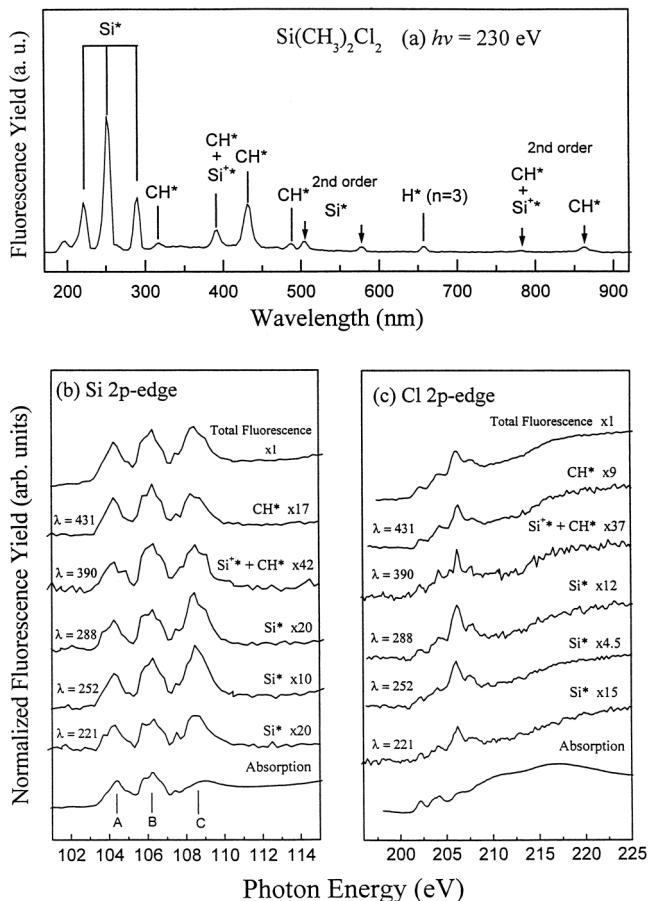 Si(CH₃)₂Cl₂ (a) hν = 230 eV
Si*
CH*
CH*
+
Si⁺*
CH*
CH*
2nd order
Si*
H* (n=3)
2nd order
CH*
+
Si⁺*
CH*
Fluorescence Yield (a. u.)
200 300 400 500 600 700 800 900
Wavelength (nm)
Normalized Fluorescence Yield (arb. units)
(b) Si 2p-edge
Total Fluorescence
x1
λ = 431 CH* x17
λ = 390 Si⁺* + CH* x42
λ = 288 Si* x20
λ = 252 Si* x10
λ = 221 Si* x20
Absorption
A B C
102 104 106 108 110 112 114
(c) Cl 2p-edge
Total Fluorescence x1
CH* x9
λ = 431
Si⁺* + CH* x37
λ = 390
Si* x12
λ = 288
Si* x4.5
λ = 252
Si* x15
λ = 221
Absorption
200 205 210 215 220 225
Photon Energy (eV)